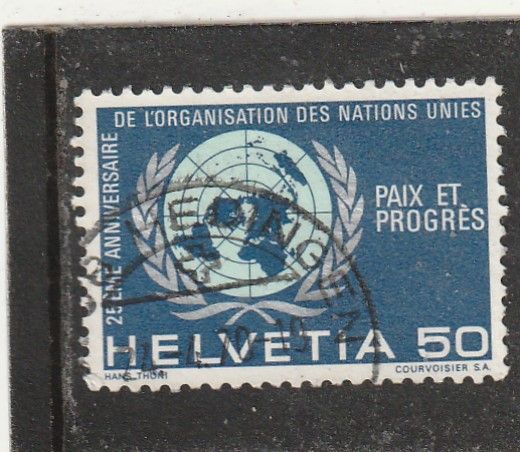 25ÈME ANNIVERSAIRE
DE L'ORGANISATION DES NATIONS UNIES
PAIX ET
PROGRÈS
HELVETIA 50
HANS THÖNI
COURVOISIER S.A.